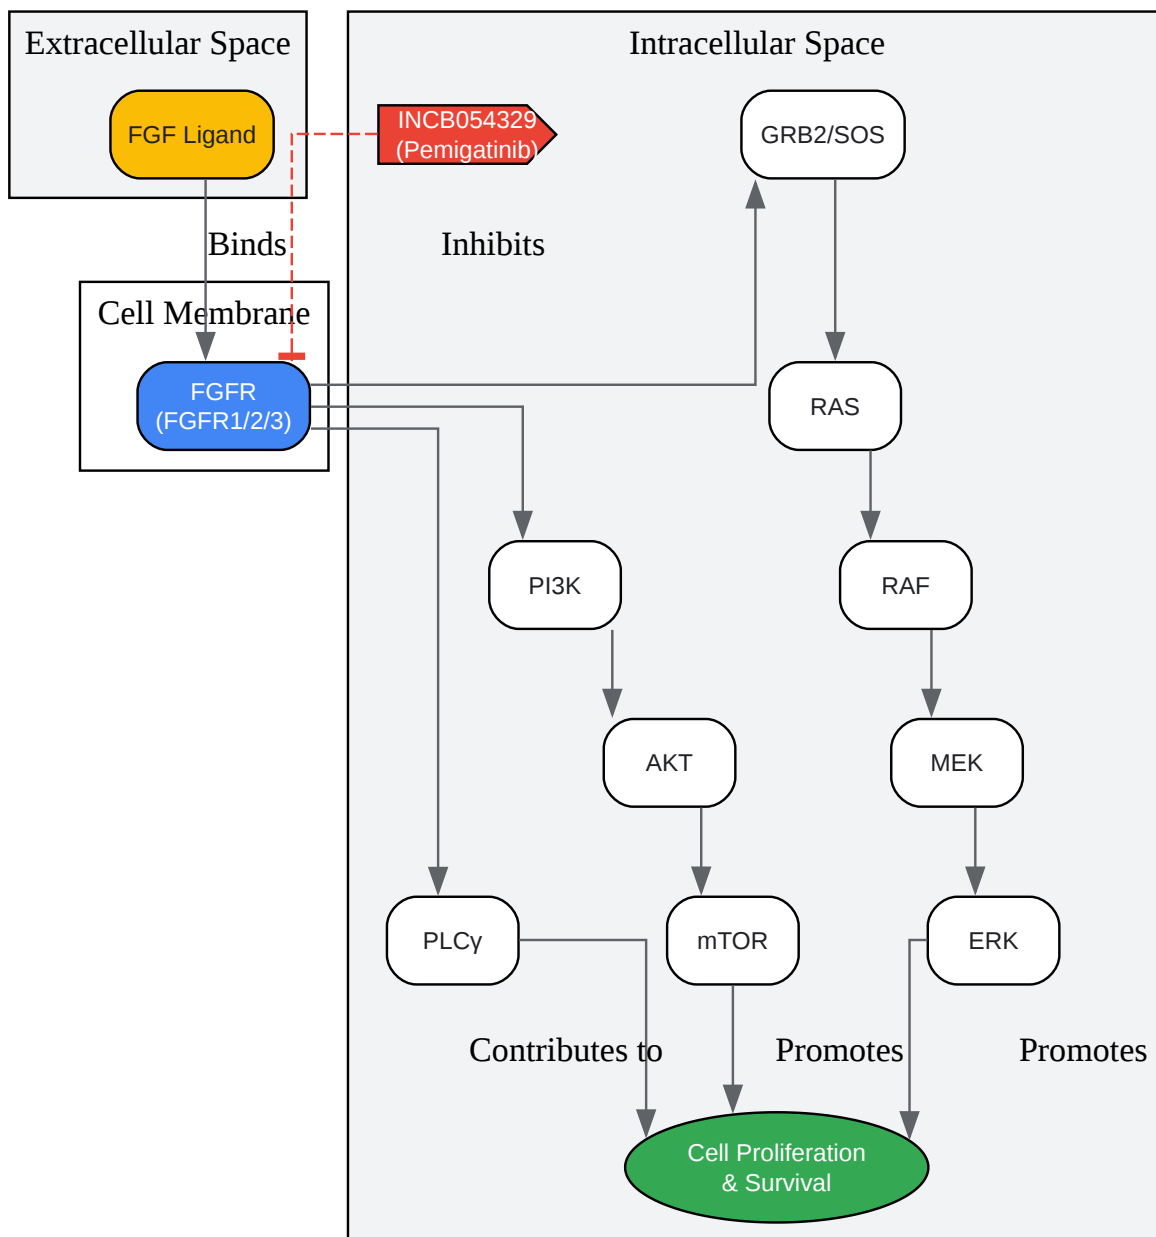 Extracellular Space
Intracellular Space
FGF Ligand
INCB054329
(Pemigatinib)
GRB2/SOS
Binds
Inhibits
Cell Membrane
FGFR
(FGFR1/2/3)
RAS
PI3K
RAF
AKT
MEK
PLCγ
mTOR
ERK
Contributes to
Promotes
Promotes
Cell Proliferation
& Survival